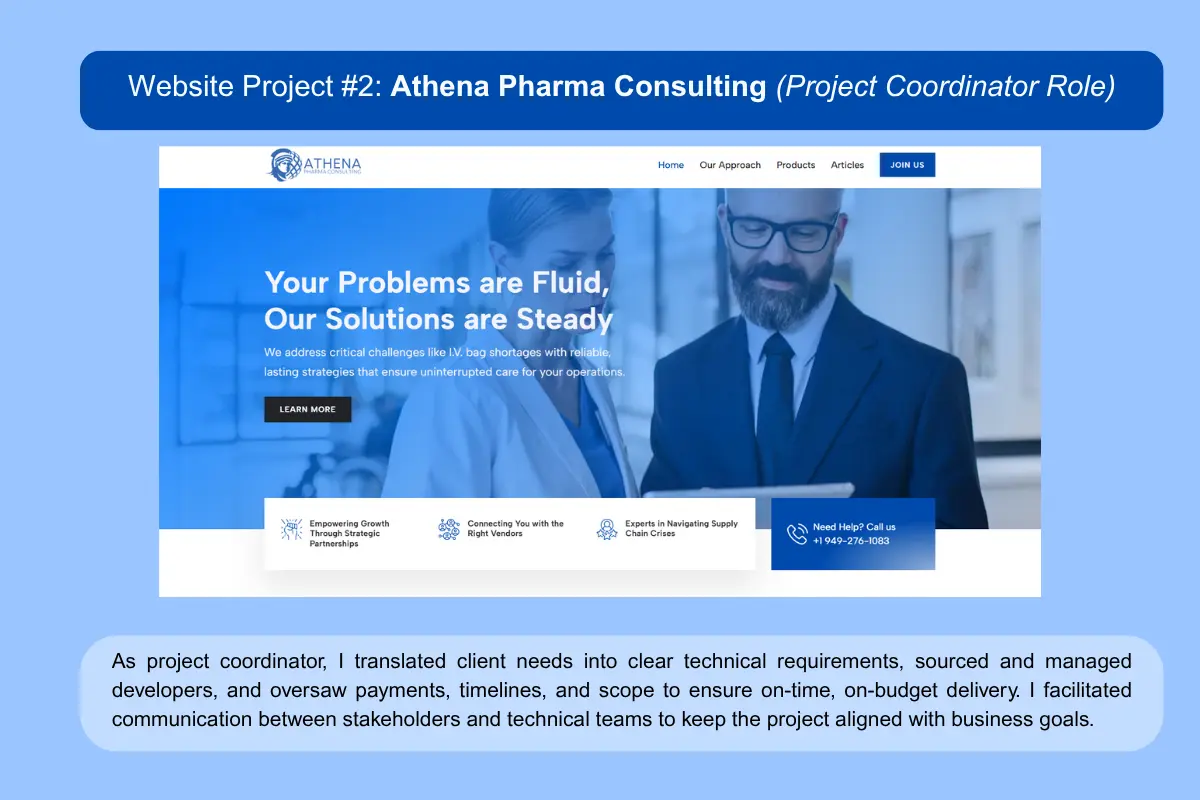 Website Project #2: Athena Pharma Consulting (Project Coordinator Role)
ATHENA
PHARMA CONSULTING
Home Our Approach Products Articles JOIN US
Your Problems are Fluid,
Our Solutions are Steady
We address critical challenges like I.V. bag shortages with reliable,
lasting strategies that ensure uninterrupted care for your operations.
LEARN MORE
Empowering Growth
Through Strategic
Partnerships
Connecting You with the
Right Vendors
Experts in Navigating Supply
Chain Crises
Need Help? Call us
+1 949-276-1083
As project coordinator, I translated client needs into clear technical requirements, sourced and managed
developers, and oversaw payments, timelines, and scope to ensure on-time, on-budget delivery. I facilitated
communication between stakeholders and technical teams to keep the project aligned with business goals.